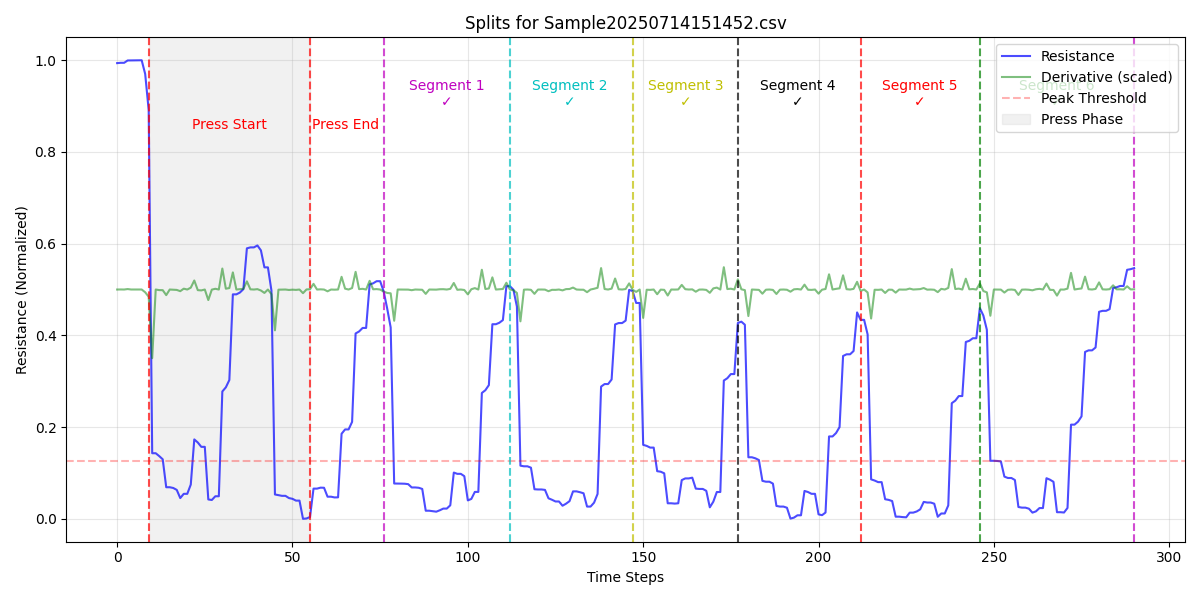 Splits for Sample20250714151452.csv
Resistance (Normalized)
1.0
0.8
0.6
0.4
0.2
0.0
Press Start
Press End
Segment 1
✓
Segment 2
✓
Segment 3
✓
Segment 4
✓
Segment 5
✓
Segment 6
Resistance
Derivative (scaled)
Peak Threshold
Press Phase
0
50
100
150
200
250
300
Time Steps